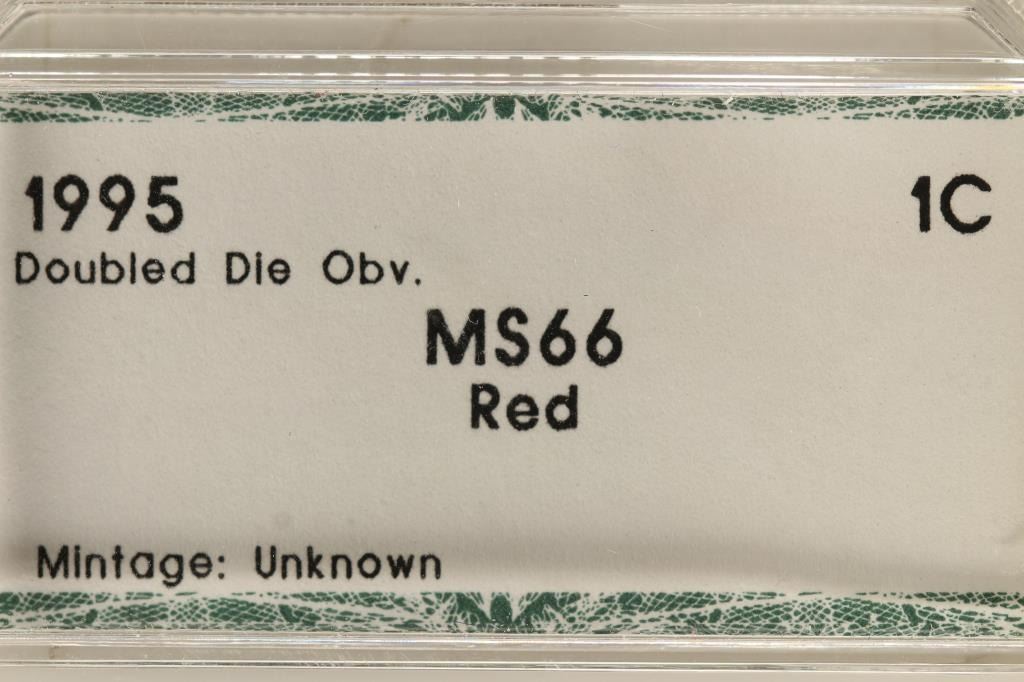 1995 1C
Doubled Die Obv.
MS66
Red
Mintage: Unknown